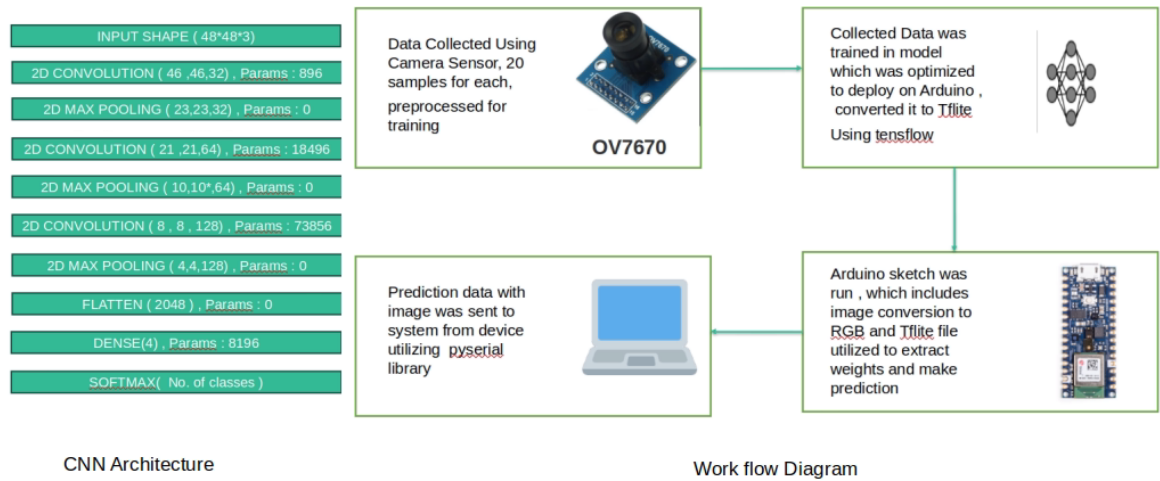 INPUT SHAPE ( 48*48*3)
2D CONVOLUTION ( 46 ,46,32) , Params : 896
2D MAX POOLING ( 23,23,32) , Params : 0
2D CONVOLUTION ( 21 ,21,64) , Params : 18496
2D MAX POOLING ( 10,10*,64) , Params : 0
2D CONVOLUTION ( 8 , 8 , 128) , Params : 73856
2D MAX POOLING ( 4,4,128) , Params : 0
FLATTEN ( 2048 ) , Params : 0
DENSE(4) , Params : 8196
SOFTMAX( No. of classes )
CNN Architecture
Data Collected Using
Camera Sensor, 20
samples for each,
preprocessed for
training
OV7670
OV7670
Collected Data was
trained in model
which was optimized
to deploy on Arduino ,
converted it to Tflite
Using tensflow
Arduino sketch was
run , which includes
image conversion to
RGB and Tflite file
utilized to extract
weights and make
prediction
Prediction data with
image was sent to
system from device
utilizing pyserial
library
Work flow Diagram